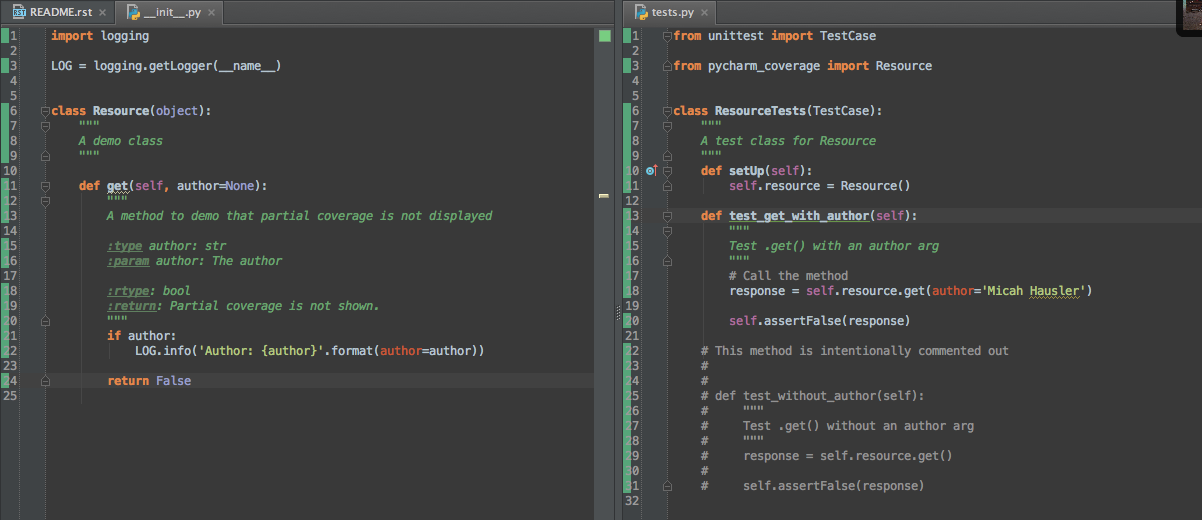 README.rst
__init__.py
1 import logging
2
3 LOG = logging.getLogger(__name__)
4
5
6 class Resource(object):
7     """
8     A demo class
9     """
10
11     def get(self, author=None):
12         """
13         A method to demo that partial coverage is not displayed
14
15         :type author: str
16         :param author: The author
17
18         :rtype: bool
19         :return: Partial coverage is not shown.
20         """
21         if author:
22             LOG.info('Author: {author}'.format(author=author))
23
24         return False
25
tests.py
1 from unittest import TestCase
2
3 from pycharm_coverage import Resource
4
5
6 class ResourceTests(TestCase):
7     """
8     A test class for Resource
9     """
10     def setUp(self):
11         self.resource = Resource()
12
13     def test_get_with_author(self):
14         """
15         Test .get() with an author arg
16         """
17         # Call the method
18         response = self.resource.get(author='Micah Hausler')
19
20         self.assertFalse(response)
21
22     # This method is intentionally commented out
23     #
24     #
25     # def test_without_author(self):
26     #     """
27     #     Test .get() without an author arg
28     #     """
29     #     response = self.resource.get()
30     #
31     #     self.assertFalse(response)
32